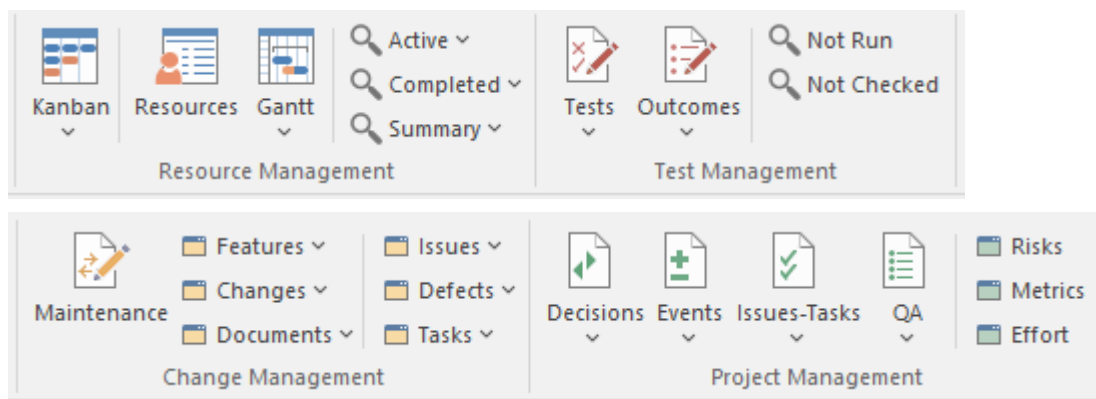 Kanban
Resources
Gantt
Active
Completed
Summary
Resource Management
Tests
Outcomes
Not Run
Not Checked
Test Management
Maintenance
Features
Changes
Documents
Issues
Defects
Tasks
Change Management
Decisions
Events
Issues-Tasks
QA
Risks
Metrics
Effort
Project Management